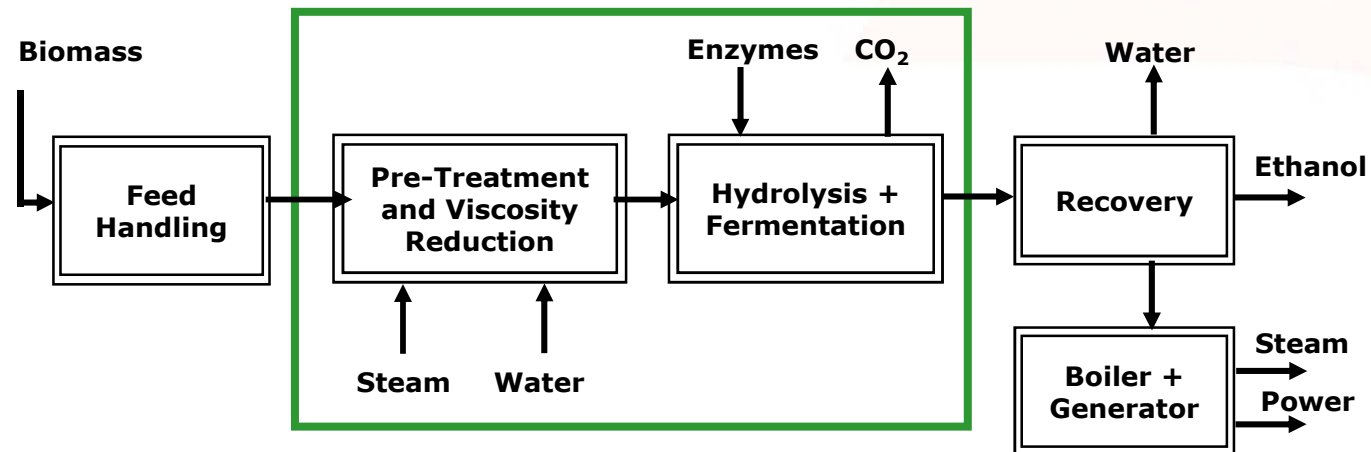 Biomass
Enzymes
CO₂
Water
Feed
Handling
Pre-Treatment
and Viscosity
Reduction
Hydrolysis +
Fermentation
Recovery
Ethanol
Steam
Water
Boiler +
Generator
Steam
Power